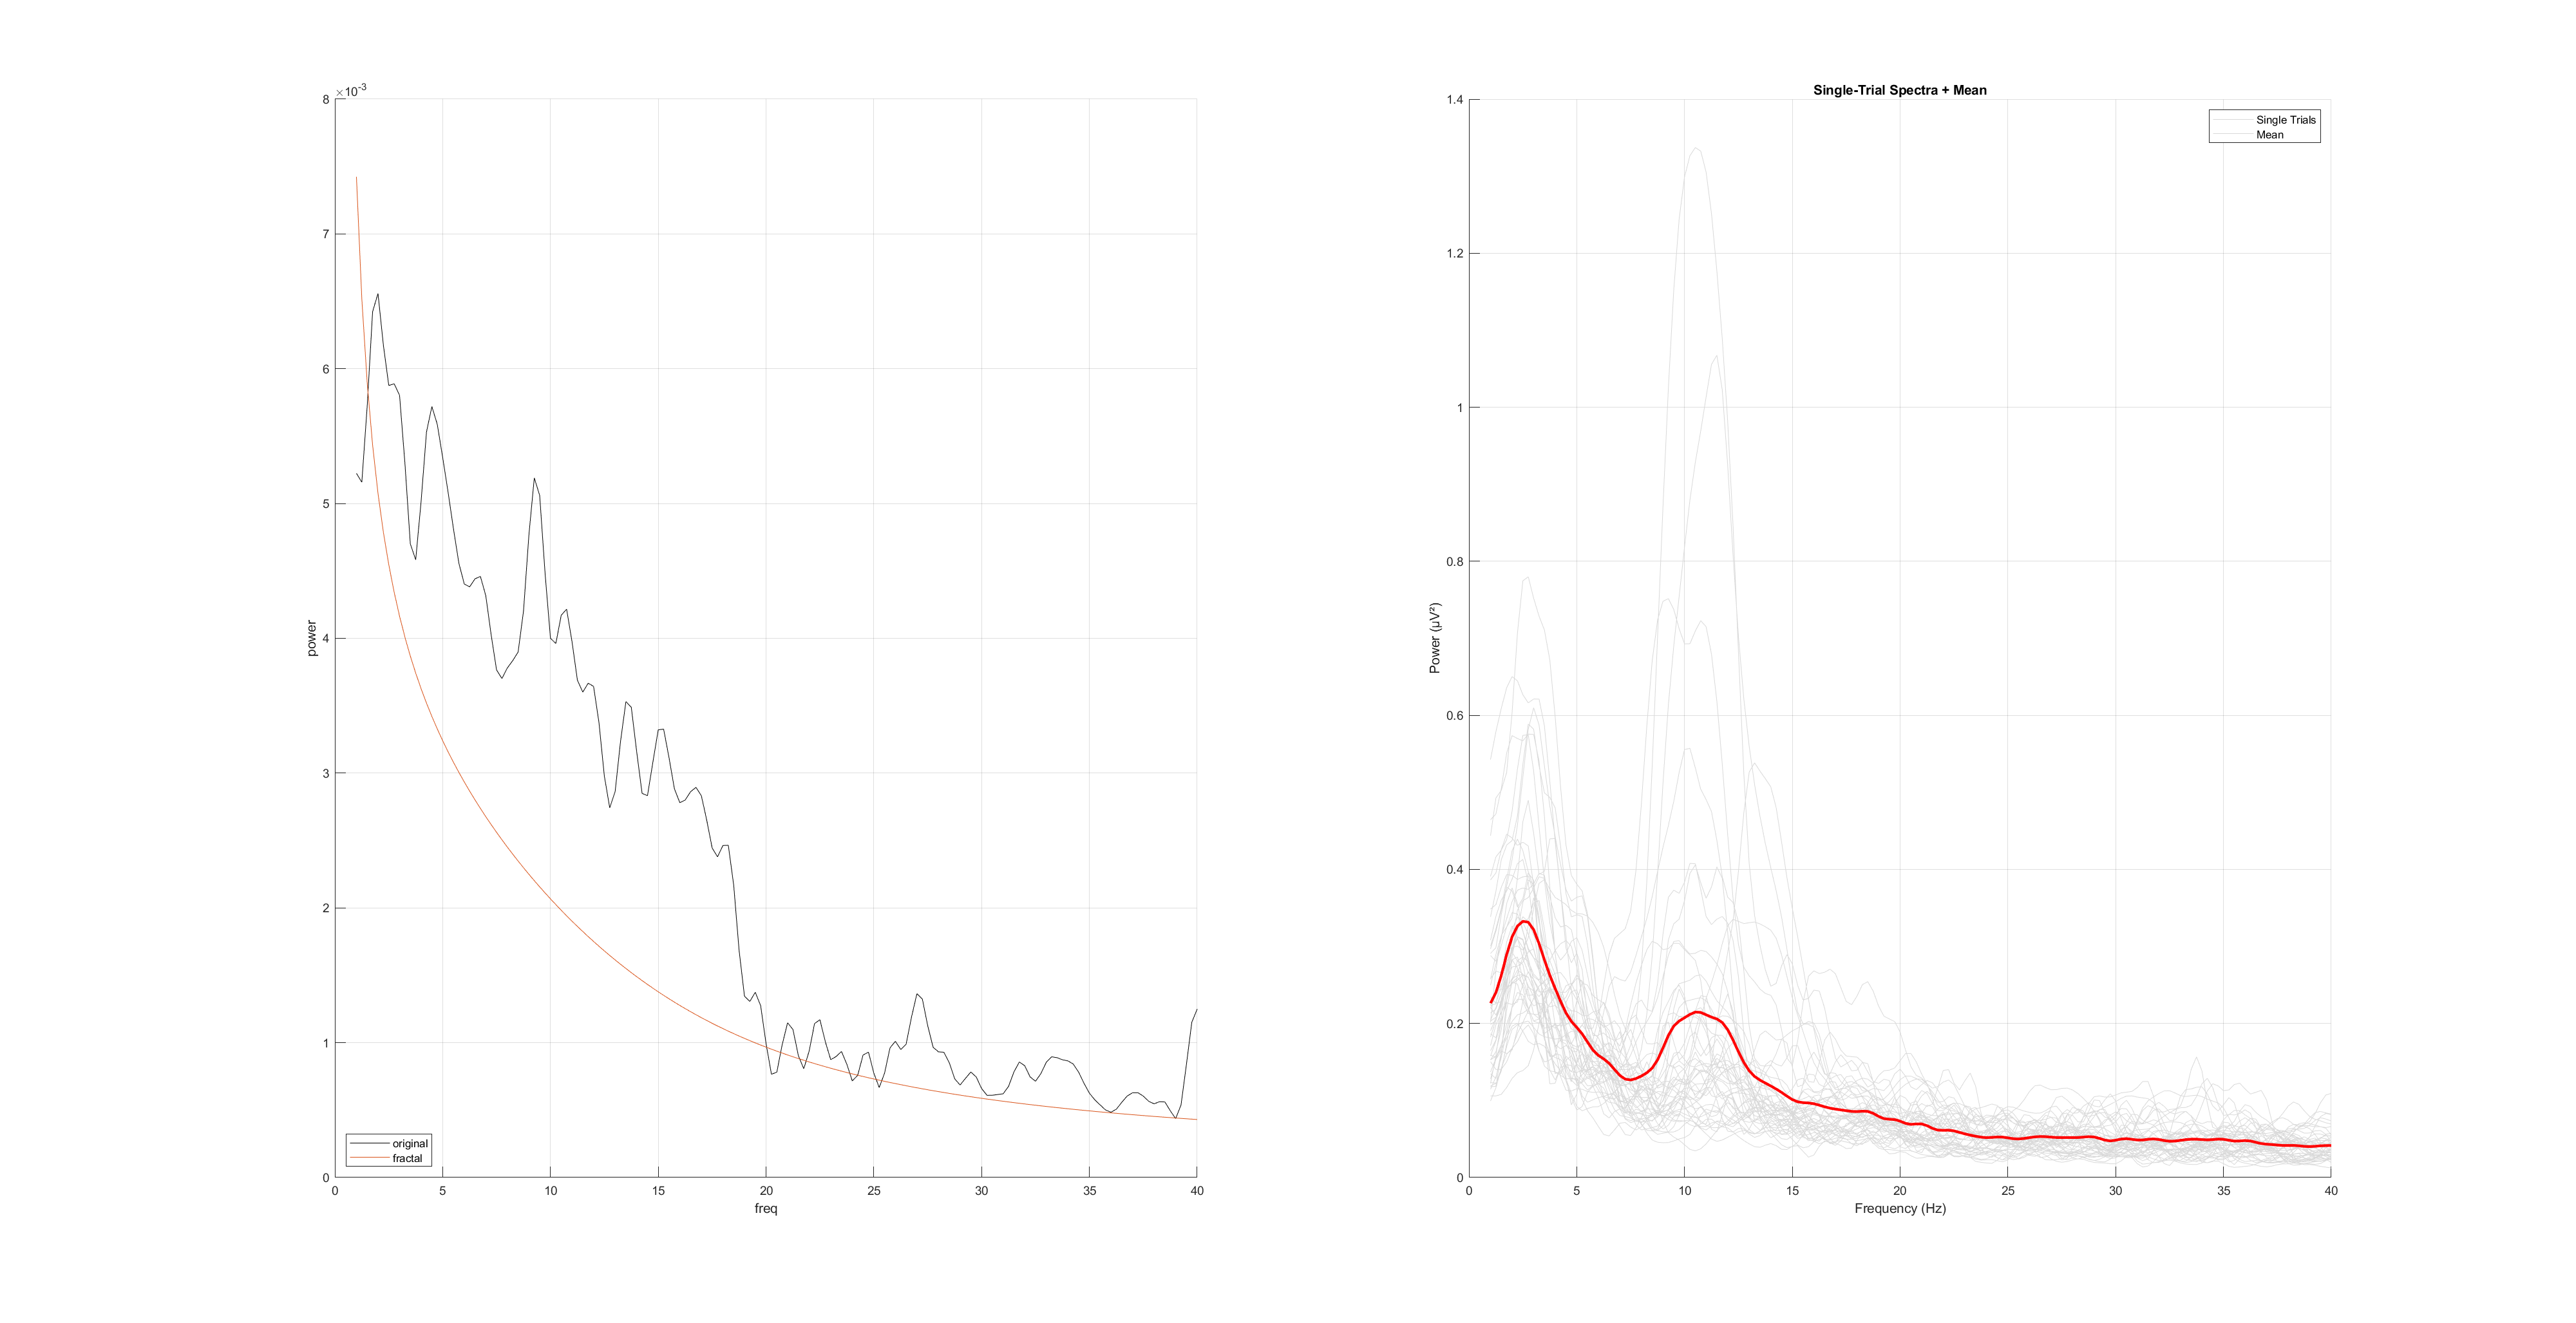 ×10-3
8
7
6
5
4
3
2
1
0
power
0 5 10 15 20 25 30 35 40
freq
original
fractal
Single-Trial Spectra + Mean
1.4
1.2
1
0.8
0.6
0.4
0.2
0
Power (µV²)
0 5 10 15 20 25 30 35 40
Frequency (Hz)
Single Trials
Mean